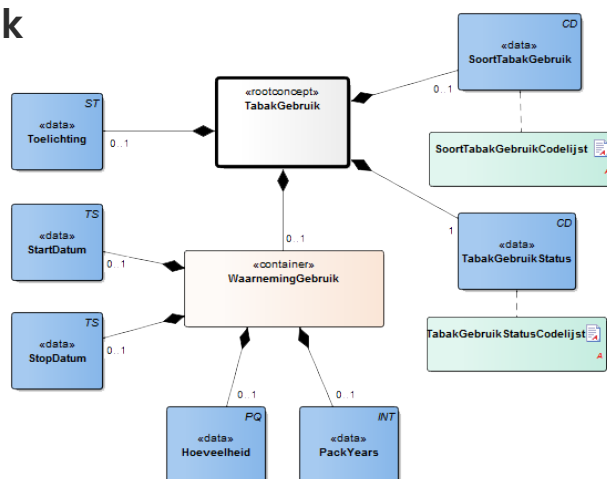 k
CD
«data»
SoortTabakGebruik
0..1
«rootconcept»
TabakGebruik
ST
«data»
Toelichting
0..1
SoortTabakGebruikCodelijst
A
TS
«data»
StartDatum
0..1
0..1
1
CD
«data»
TabakGebruikStatus
«container»
WaarnemingGebruik
TS
«data»
StopDatum
0..1
TabakGebruikStatusCodelijst
A
0..1
0..1
PQ
«data»
Hoeveelheid
INT
«data»
PackYears